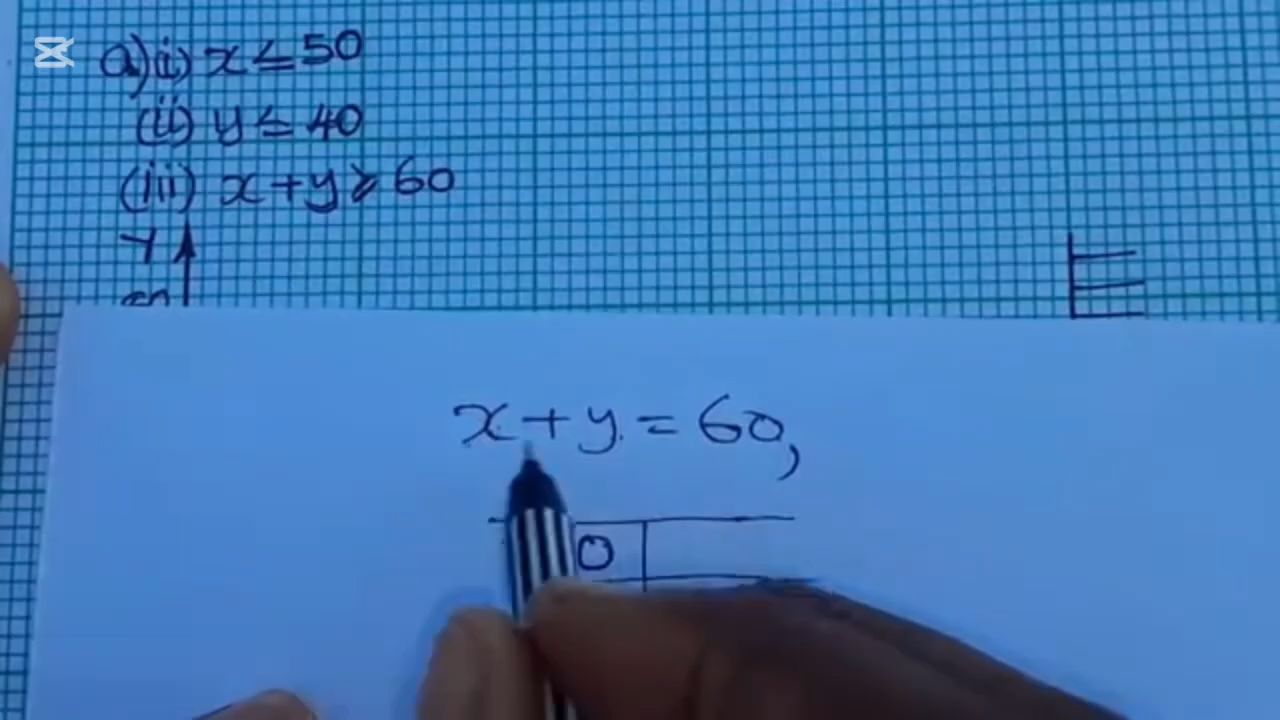 a)(i) x ≤ 50
(ii) y ≤ 40
(iii) x + y ≥ 60
Y
x + y = 60,
0